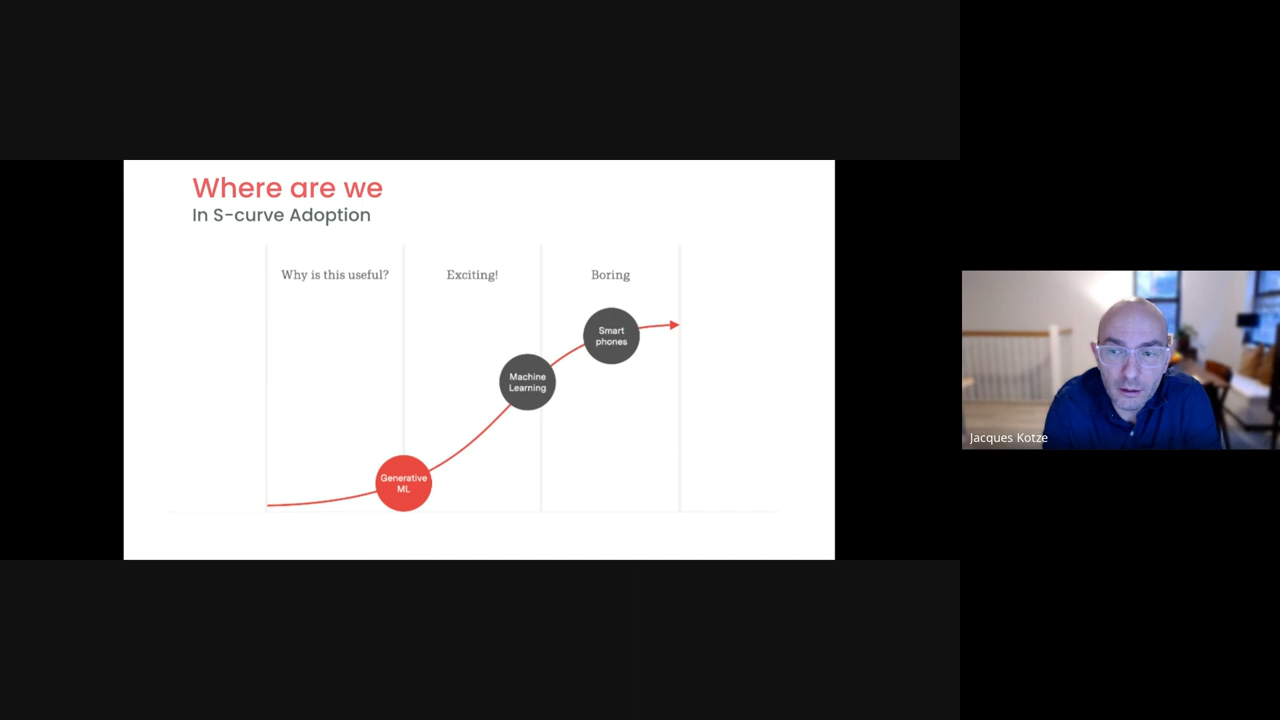 Where are we
In S-curve Adoption
Why is this useful?
Exciting!
Boring
Smart
phones
Machine
Learning
Generative
ML
Jacques Kotze